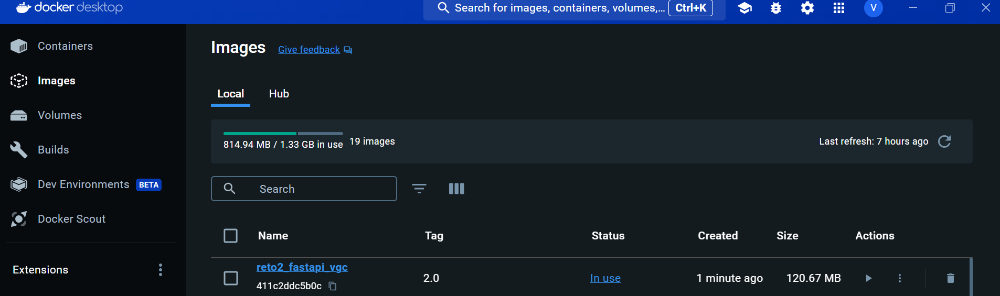 docker desktop
Search for images, containers, volumes,... Ctrl+K
V
Containers
Images
Volumes
Builds
Dev Environments BETA
Docker Scout
Extensions
Images Give feedback
Local Hub
814.94 MB / 1.33 GB in use 19 images Last refresh: 7 hours ago
Search
Name Tag Status Created Size Actions
reto2_fastapi_vgc
411c2ddc5b0c
2.0 In use 1 minute ago 120.67 MB